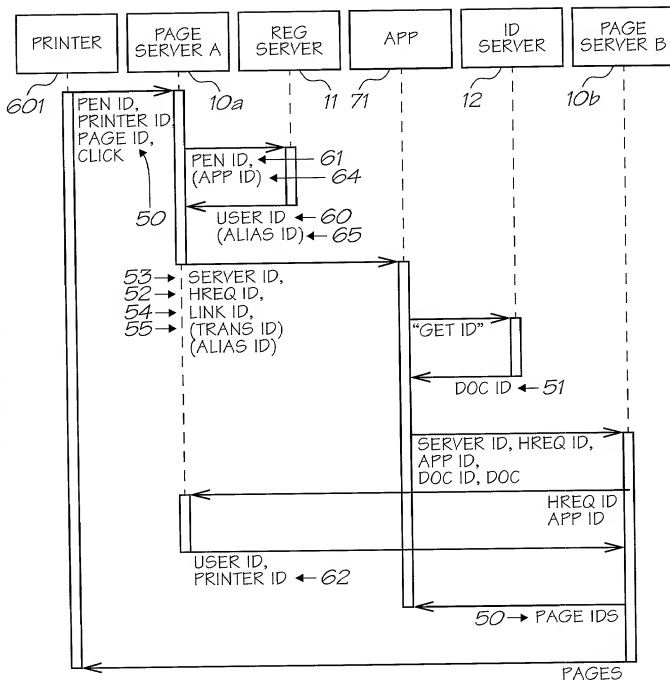 PRINTER
PAGE SERVER A
REG SERVER
APP
ID SERVER
PAGE SERVER B
601
10a
11
71
12
10b
PEN ID,
PRINTER ID,
PAGE ID,
CLICK
50
PEN ID, 61
(APP ID) 64
USER ID 60
(ALIAS ID) 65
53 SERVER ID,
52 HREQ ID,
54 LINK ID,
55 (TRANS ID)
(ALIAS ID)
"GET ID"
DOC ID 51
SERVER ID, HREQ ID,
APP ID,
DOC ID, DOC
HREQ ID
APP ID
USER ID,
PRINTER ID 62
50 PAGE IDS
PAGES